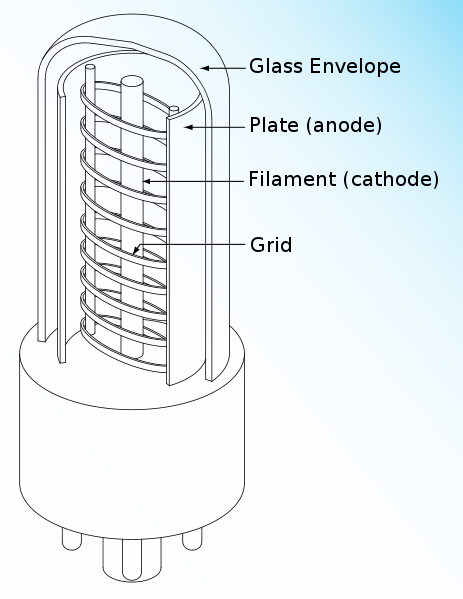 Glass Envelope
Plate (anode)
Filament (cathode)
Grid